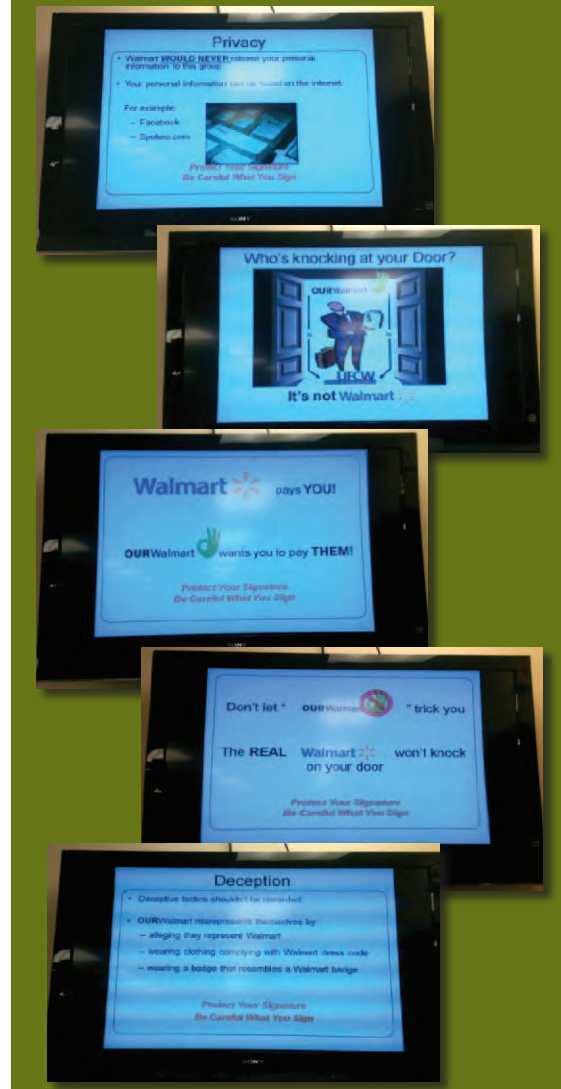 Privacy
• Walmart WOULD NEVER release your personal
information to this group.
• Your personal information can be found on the internet.
For example:
– Facebook
– Spokeo.com
Protect Your Signature
Be Careful What You Sign
SONY
Who's knocking at your Door?
OURWalmart
$
UFCW
It's not Walmart
Walmart pays YOU!
OURWalmart wants you to pay THEM!
Protect Your Signature
Be Careful What You Sign
SONY
Don't let " OURWalmart " trick you
The REAL Walmart won't knock
on your door
Protect Your Signature
Be Careful What You Sign
Deception
• Deceptive tactics shouldn't be rewarded.
• OURWalmart misrepresents themselves by:
– alleging they represent Walmart
– wearing clothing complying with Walmart dress code
– wearing a badge that resembles a Walmart badge
Protect Your Signature
Be Careful What You Sign
SONY